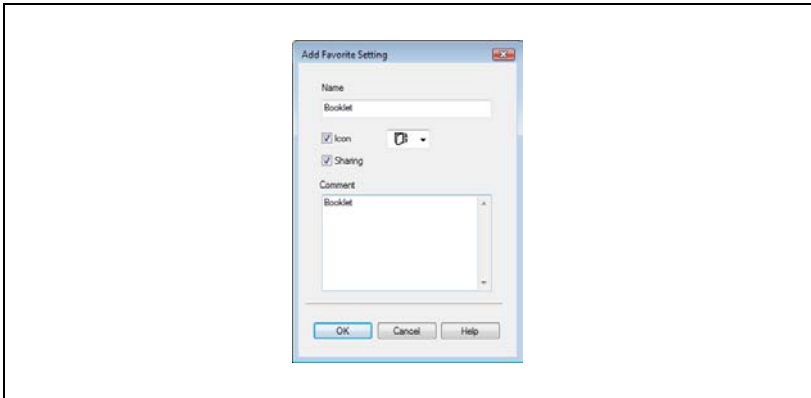 Add Favorite Setting
Name
Booklet
Icon
Sharing
Comment
Booklet
OK Cancel Help